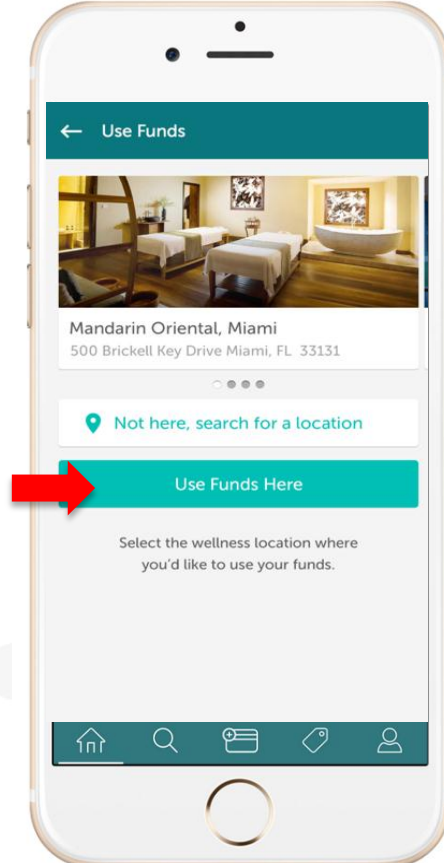 Use Funds
Mandarin Oriental, Miami
500 Brickell Key Drive Miami, FL 33131
Not here, search for a location
Use Funds Here
Select the wellness location where
you'd like to use your funds.